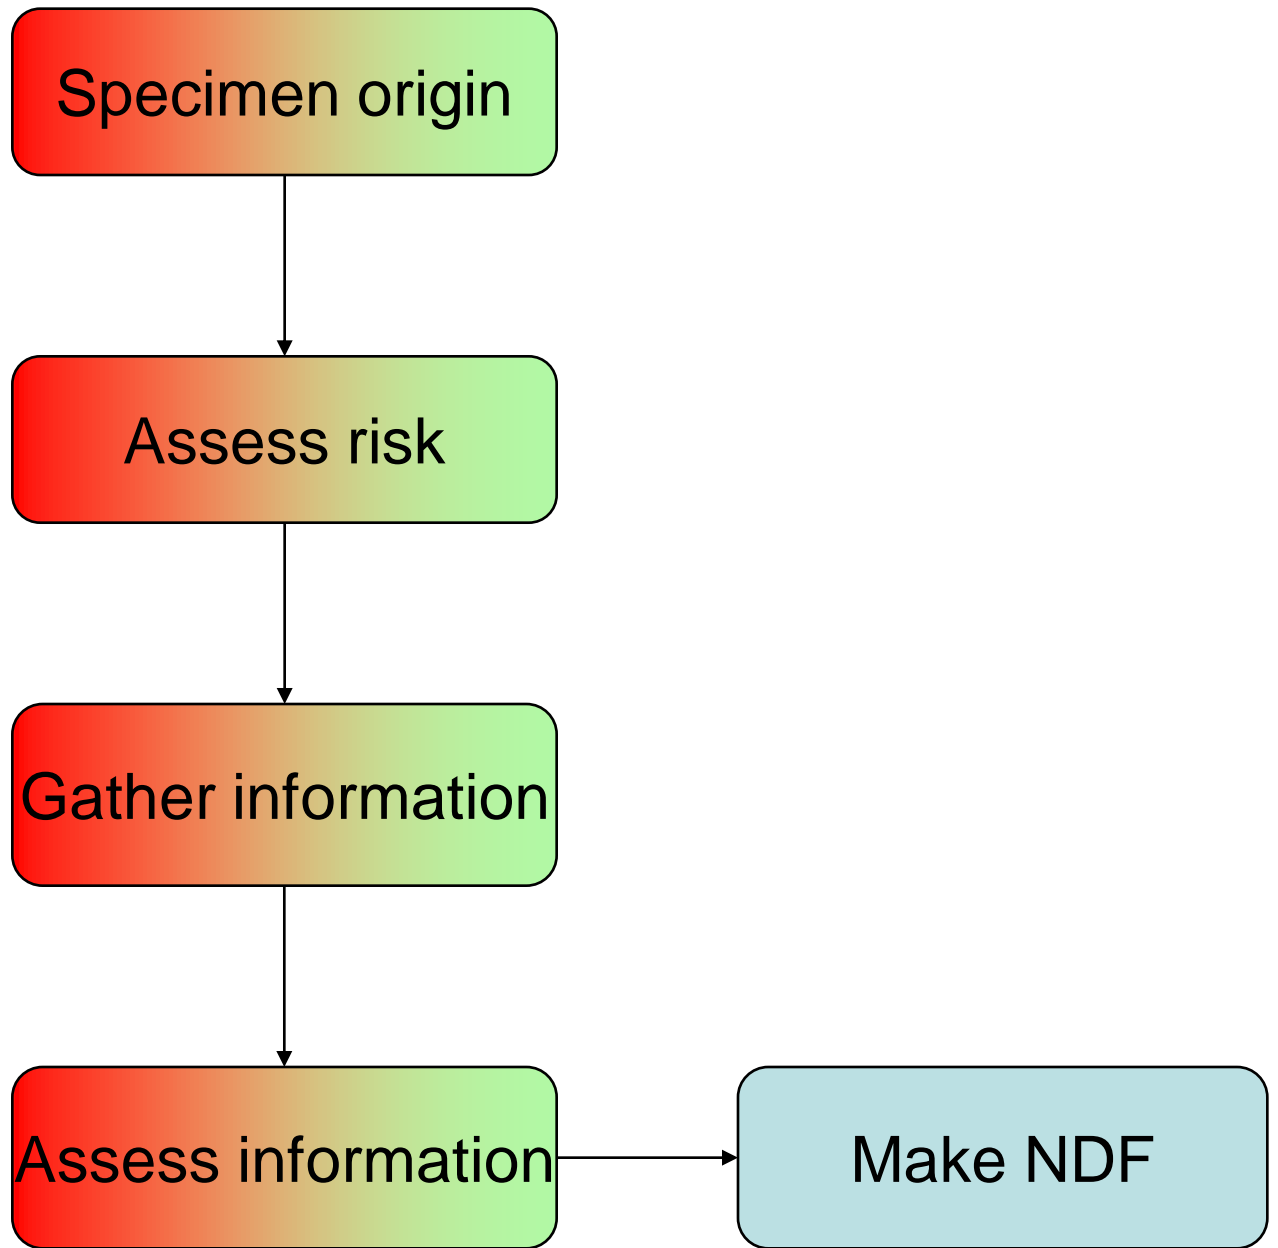 Specimen origin
Assess risk
Gather information
Assess information
Make NDF